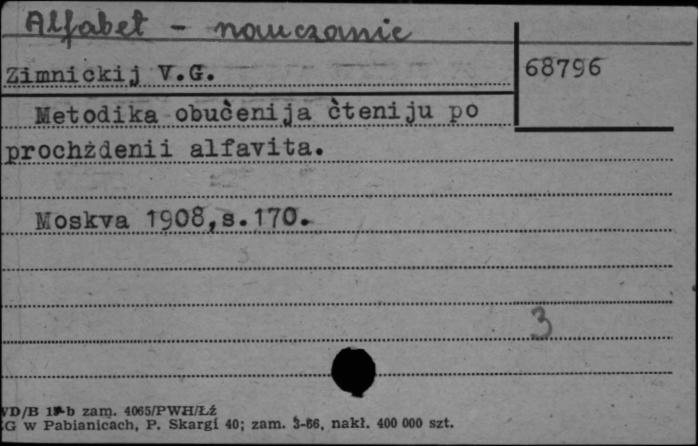 Alfabet - nauczanie
Zimnickij V.G.
68796
Metodika obučenija čteniju po
prochždenii alfavita.
Moskva 1908,s.170.
3
zam. 4065/PWH/Łź
w Pabianicach, P. Skargi 40; zam. 3-66, nakł. 400 000 szt.